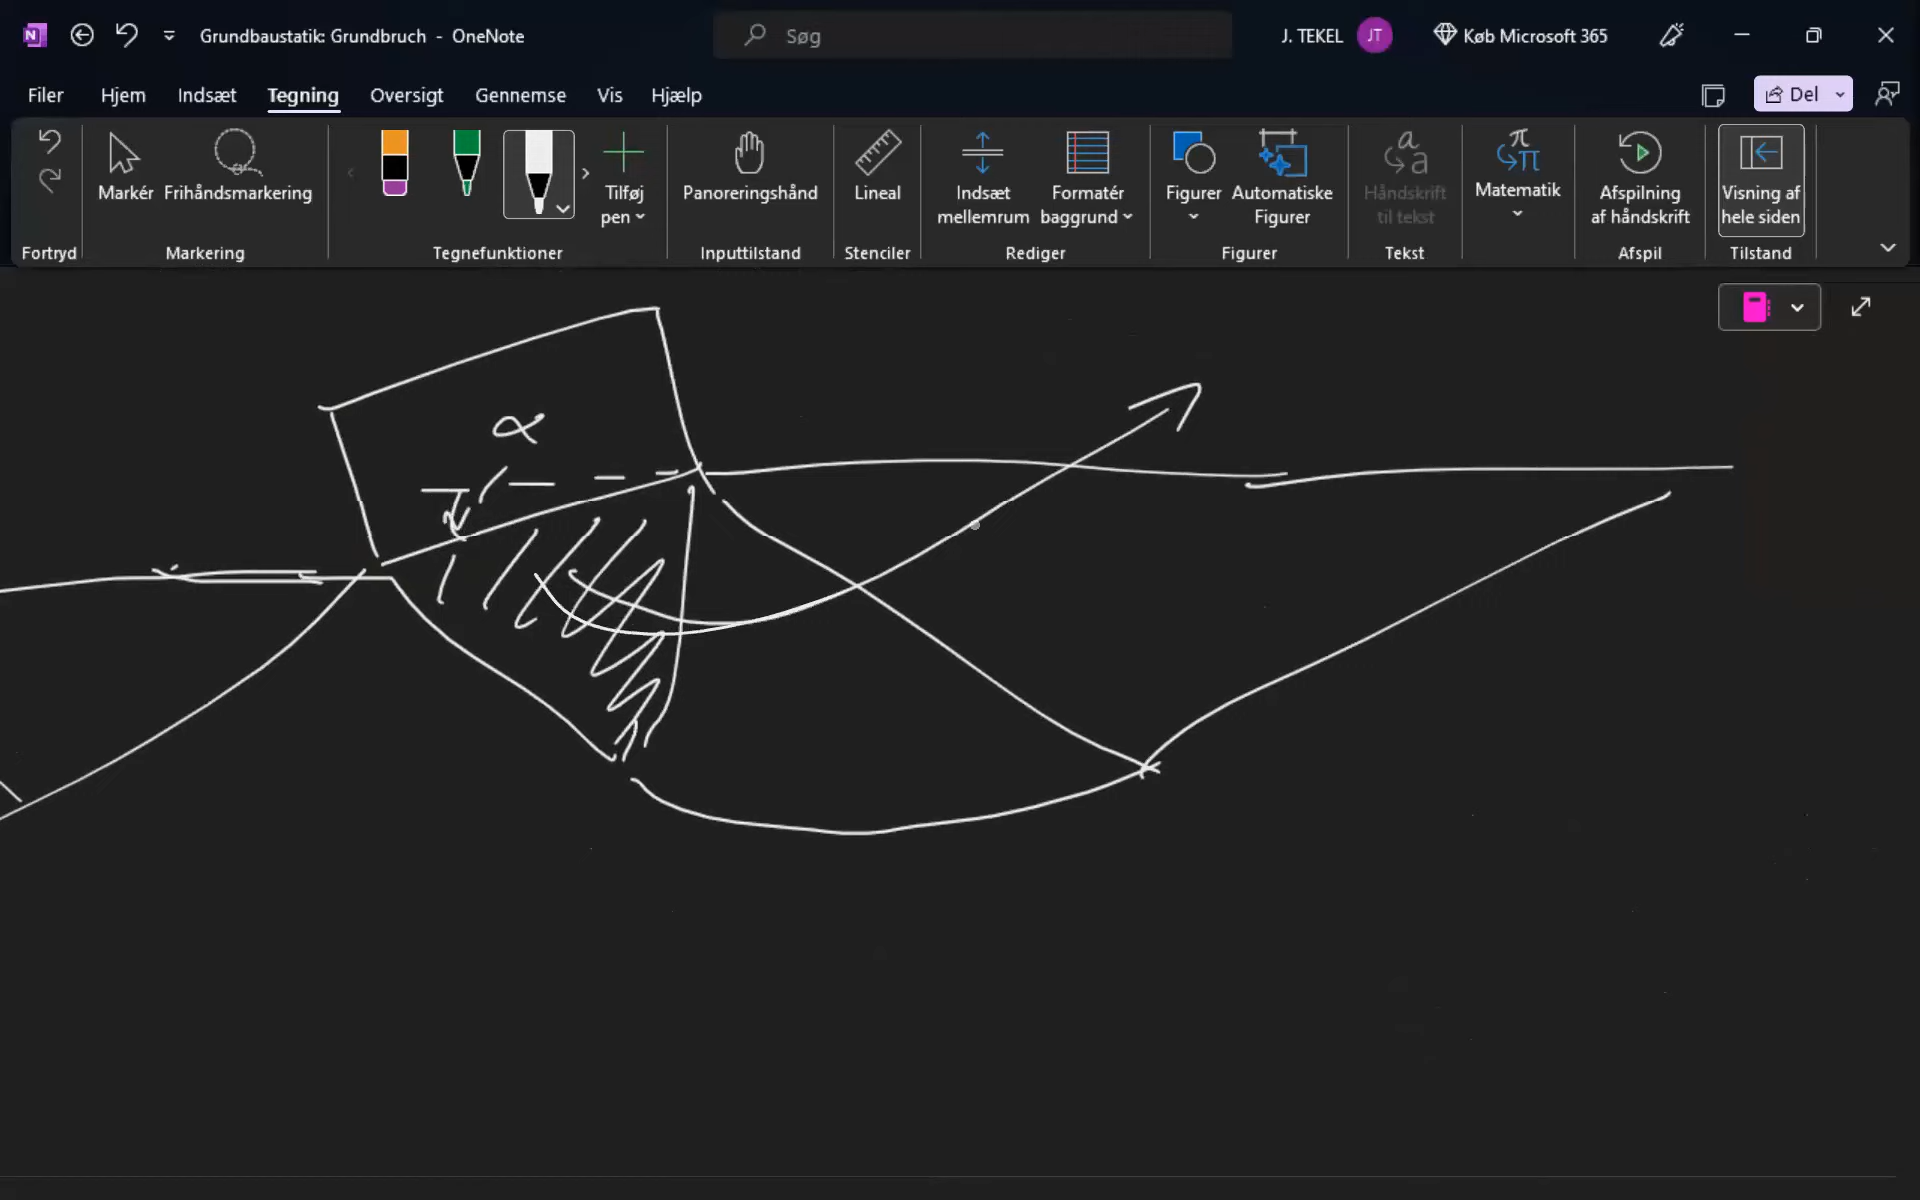 Grundbaustatik: Grundbruch - OneNote
Søg
J. TEKEL
JT
Køb Microsoft 365
Filer
Hjem
Indsæt
Tegning
Oversigt
Gennemse
Vis
Hjælp
Del
Markér
Frihåndsmarkering
Tilføj
pen
Panoreringshånd
Lineal
Indsæt
mellemrum
Formatér
baggrund
Figurer
Automatiske
Figurer
Håndskrift
til tekst
Matematik
Afspilning
af håndskrift
Visning af
hele siden
Fortryd
Markering
Tegnefunktioner
Inputtilstand
Stenciler
Rediger
Figurer
Tekst
Afspil
Tilstand
α